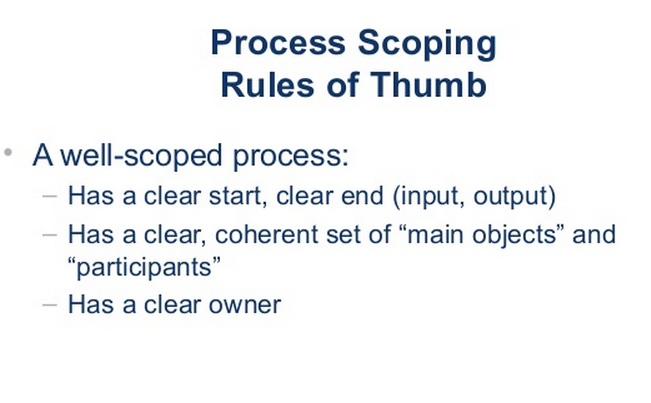 Process Scoping
Rules of Thumb
• A well-scoped process:
– Has a clear start, clear end (input, output)
– Has a clear, coherent set of “main objects” and
“participants”
– Has a clear owner